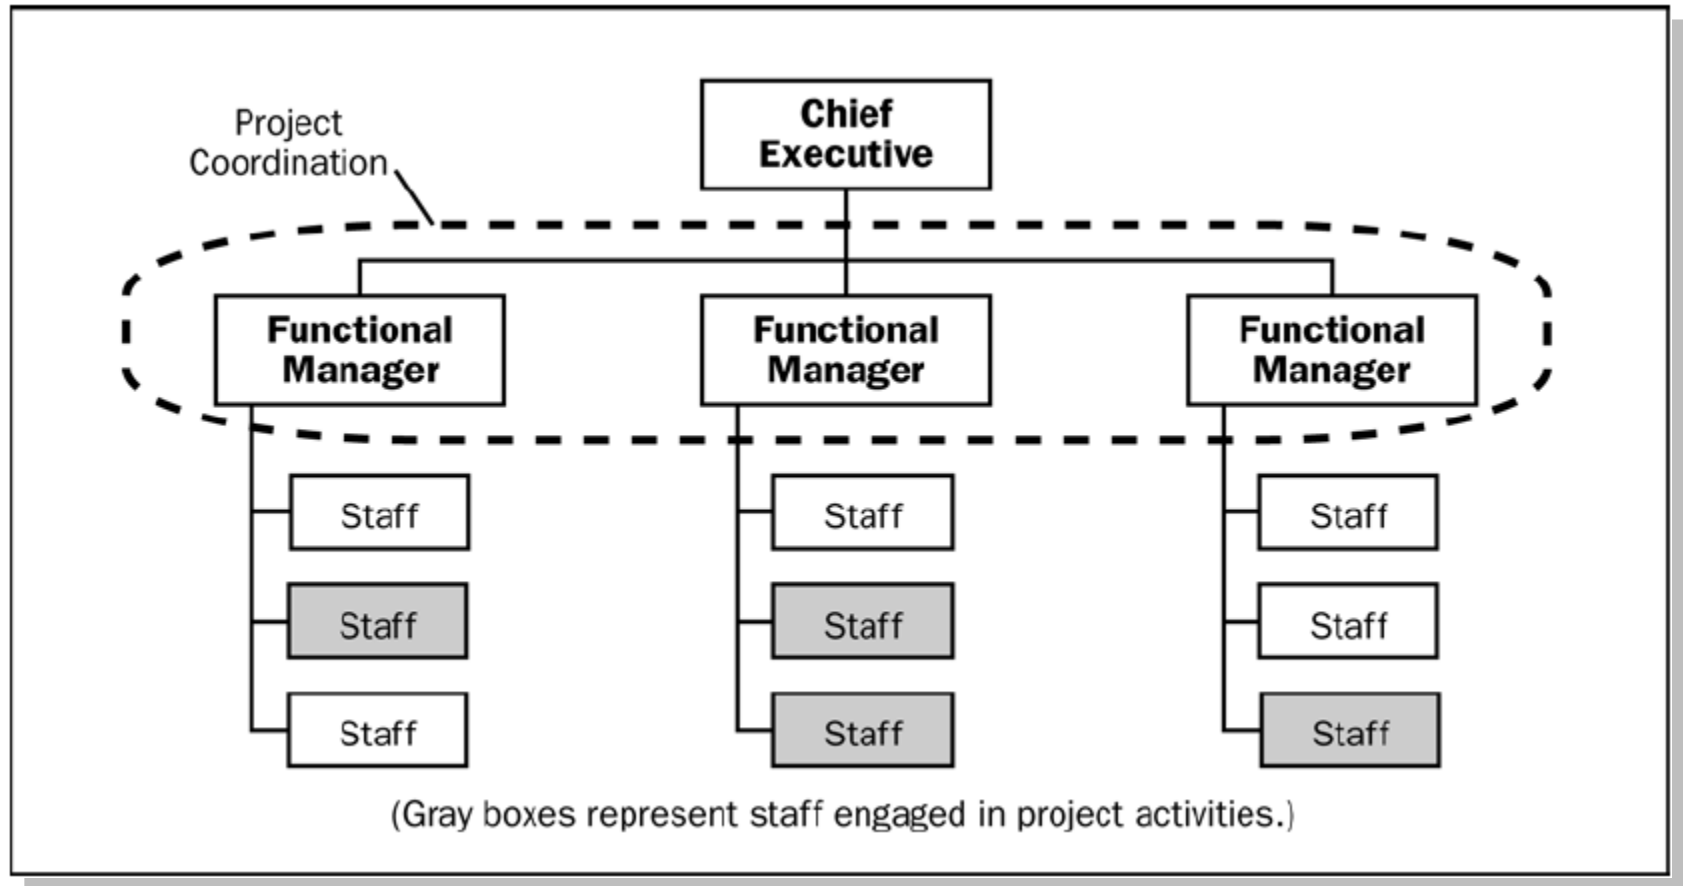 Project
Coordination
Chief
Executive
Functional
Manager
Functional
Manager
Functional
Manager
Staff
Staff
Staff
Staff
Staff
Staff
Staff
Staff
Staff
(Gray boxes represent staff engaged in project activities.)